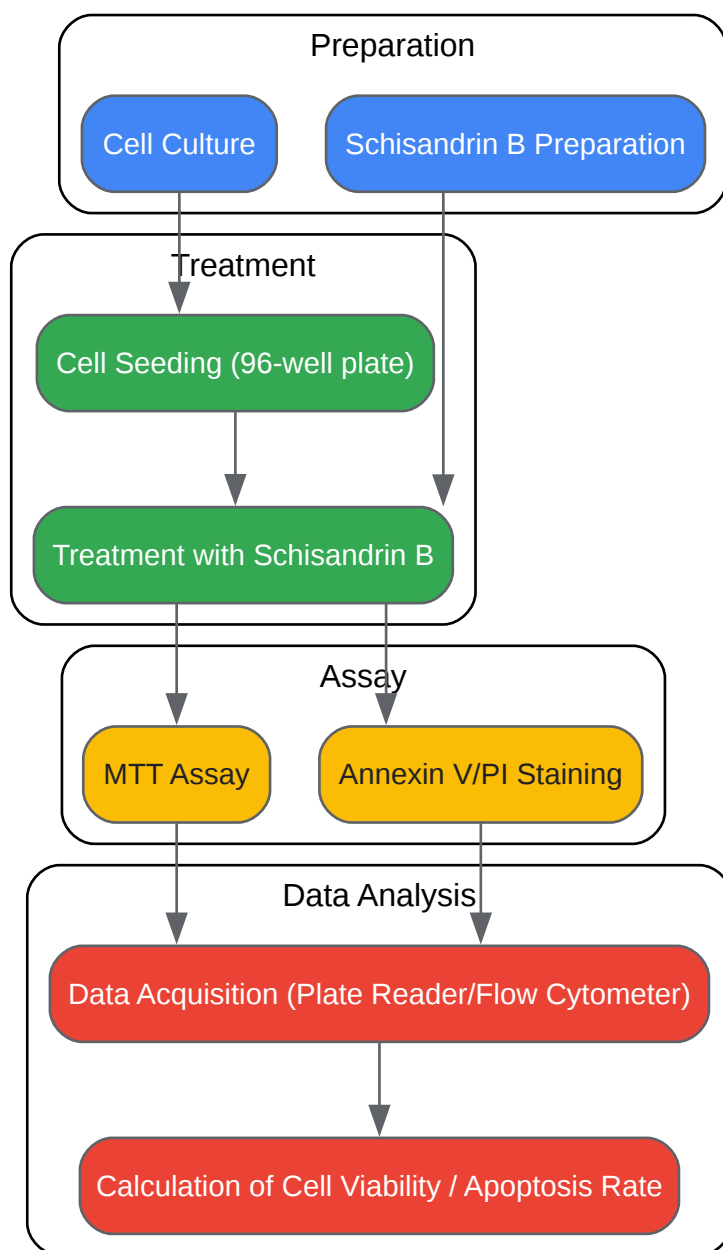 Preparation
Cell Culture
Schisandrin B Preparation
Treatment
Cell Seeding (96-well plate)
Treatment with Schisandrin B
Assay
MTT Assay
Annexin V/PI Staining
Data Analysis
Data Acquisition (Plate Reader/Flow Cytometer)
Calculation of Cell Viability / Apoptosis Rate